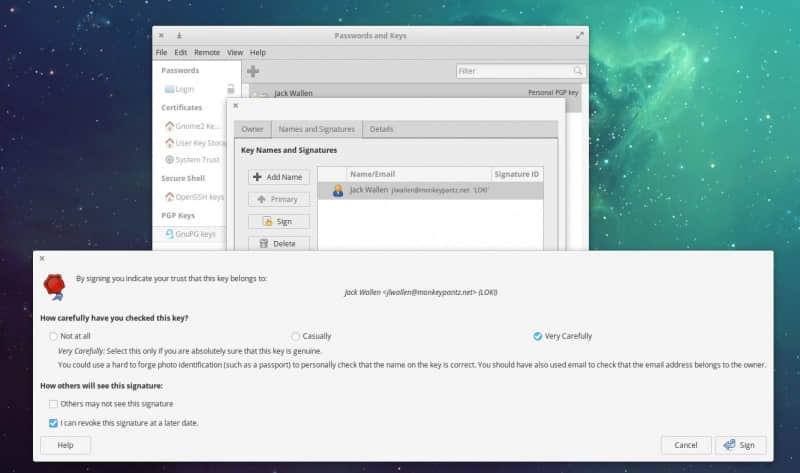 Passwords and Keys
File Edit Remote View Help
Passwords
Login
Certificates
Gnome2 Ke...
User Key Storag
System Trust
Secure Shell
OpenSSH keys
PGP Keys
GnuPG keys
Filter
Jack Wallen
Personal PGP key
Owner Names and Signatures Details
Key Names and Signatures
Add Name
Primary
Sign
Delete
Name/Email Signature ID
Jack Wallen jlwallen@monkeypantz.net 'LOKI'
By signing you indicate your trust that this key belongs to:
Jack Wallen <jlwallen@monkeypantz.net> (LOKI)
How carefully have you checked this key?
Not at all Casually Very Carefully
Very Carefully: Select this only if you are absolutely sure that this key is genuine.
You could use a hard to forge photo identification (such as a passport) to personally check that the name on the key is correct. You should have also used email to check that the email address belongs to the owner.
How others will see this signature:
Others may not see this signature
I can revoke this signature at a later date.
Help Cancel Sign